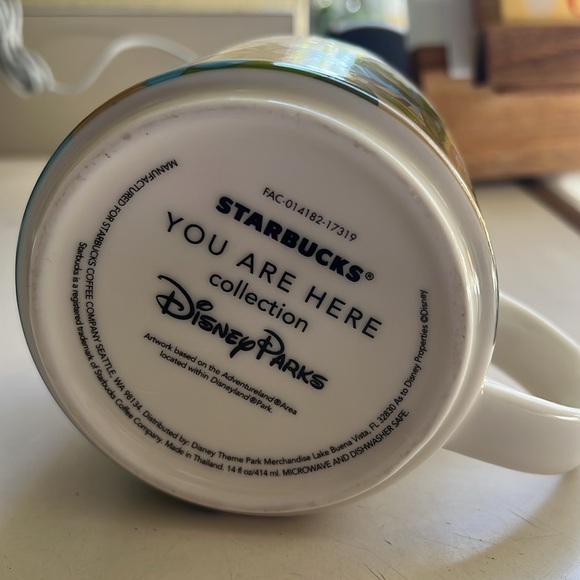 FAC-014182-17319
STARBUCKS®
YOU ARE HERE
collection
Disney Parks
Artwork based on the Adventureland® Area
located within Disneyland® Park.
MANUFACTURED FOR STARBUCKS COFFEE COMPANY SEATTLE, WA 98134. Distributed by: Disney Theme Park Merchandise Lake Buena Vista, FL 32830 As to Disney Properties ©Disney
Starbucks is a registered trademark of Starbucks Coffee Company. Made in Thailand. 14 fl oz/414 ml. MICROWAVE AND DISHWASHER SAFE